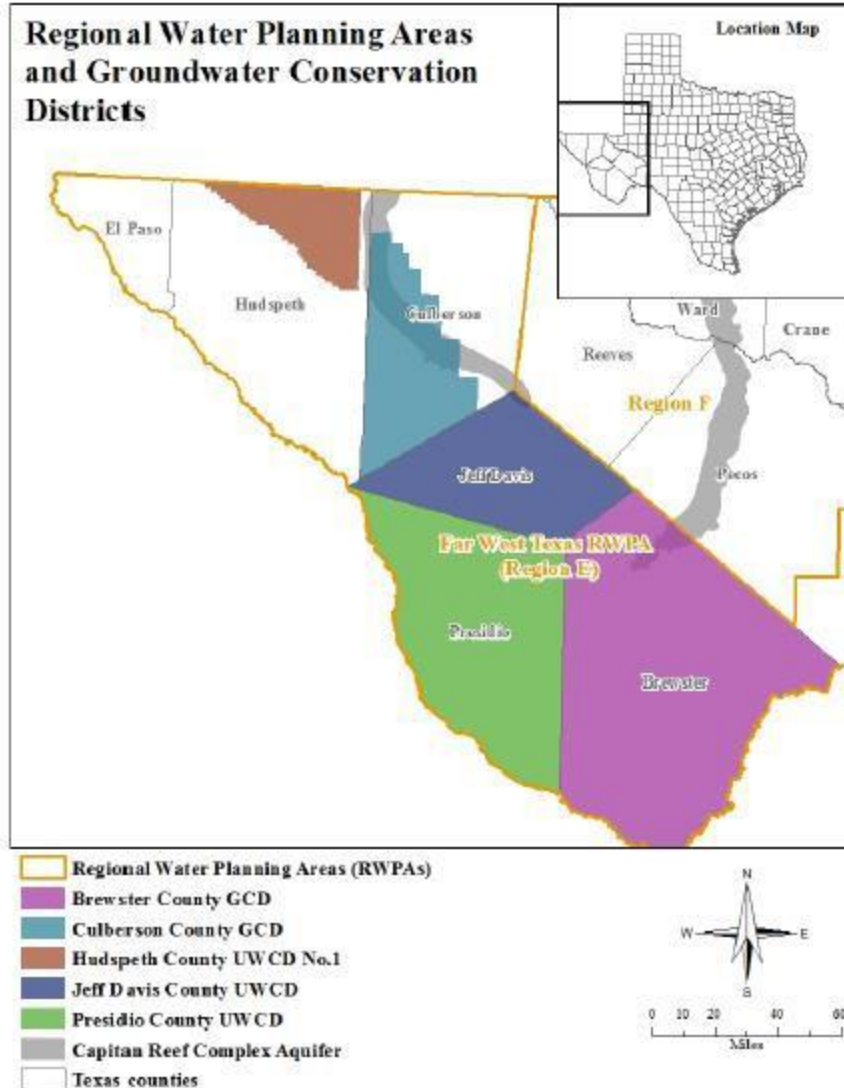 Regional Water Planning Areas
and Groundwater Conservation
Districts
Location Map
El Paso
Hudspeth
Culberson
Ward
Reeves
Crane
Region F
Jeff Davis
Pecos
Far West Texas RWPA
(Region E)
Presidio
Brewster
Regional Water Planning Areas (RWPAs)
Brewster County GCD
Culberson County GCD
Hudspeth County UWCD No.1
Jeff Davis County UWCD
Presidio County UWCD
Capitan Reef Complex Aquifer
Texas counties
N
W E
S
0 10 20 40 60
Miles